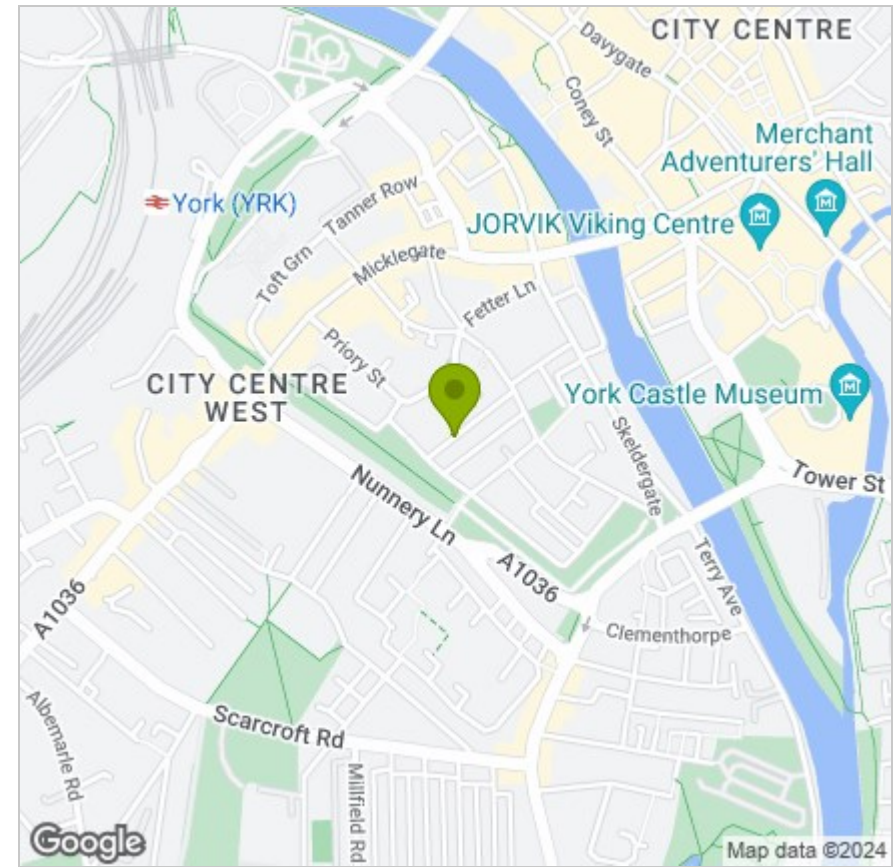 CITY CENTRE
Davygate
Coney St
Merchant
Adventurers' Hall
York (YRK)
Tanner Row
JORVIK Viking Centre
Toft Grn
Micklegate
Fetter Ln
Priory St
CITY CENTRE
WEST
York Castle Museum
Skeldergate
Tower St
Nunnery Ln
A1036
Terry Ave
A1036
Clementhorpe
Albemarle Rd
Scarcroft Rd
Millfield Rd
Google
Map data ©2024